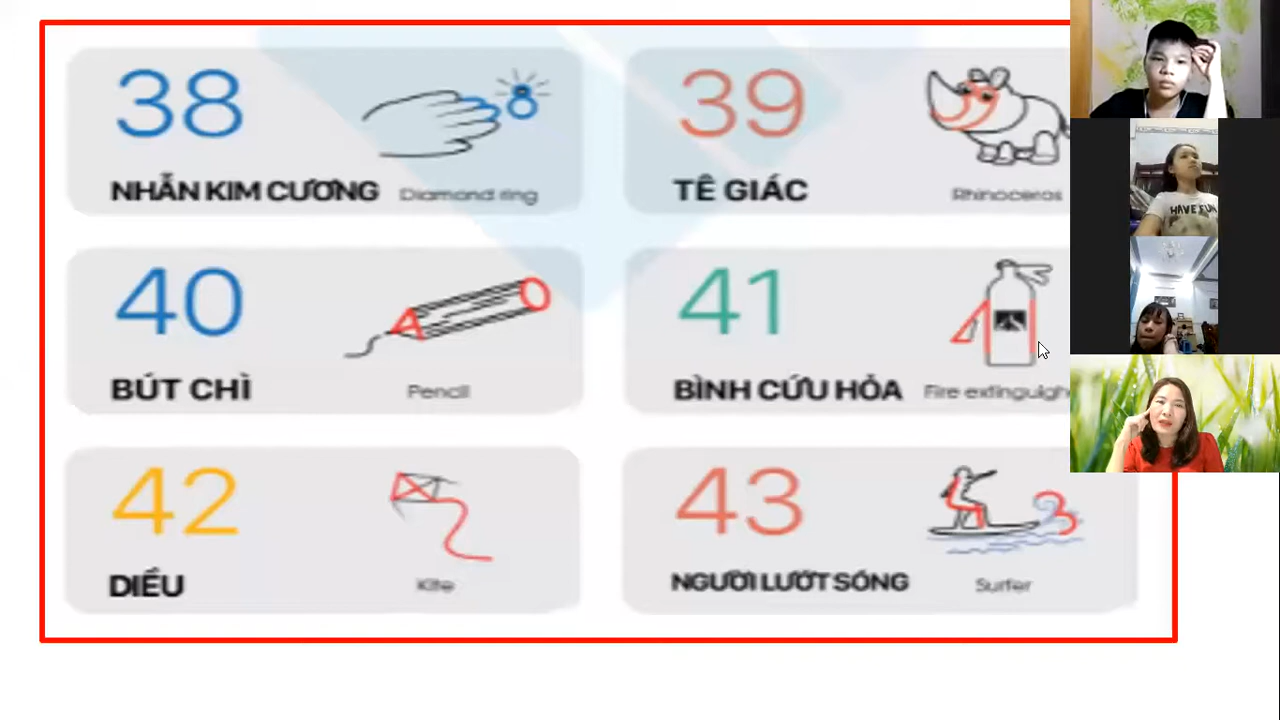 38
NHẪN KIM CƯƠNG Diamond ring
39
TÊ GIÁC Rhinoceros
40
BÚT CHÌ Pencil
41
BÌNH CỨU HỎA Fire extinguish
42
DIỀU Kite
43
NGƯỜI LƯỚT SÓNG Surfer
HAVE FUN